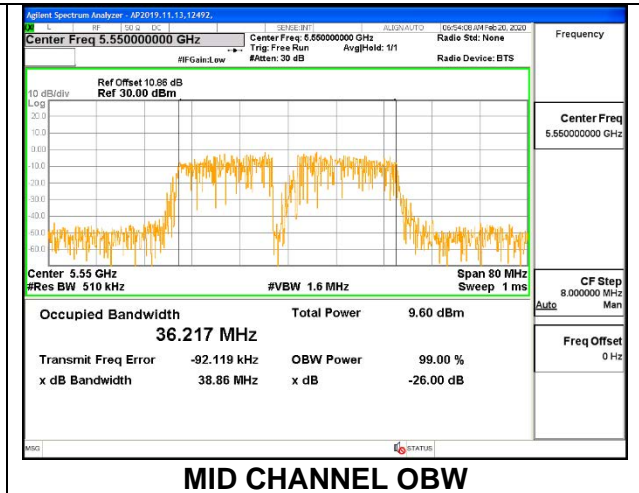 Agilent Spectrum Analyzer - AP2019.11.13,12492,
L RF 50 Ω DC SENSE:INT ALIGN AUTO 06:54:08 AM Feb 20, 2020
Center Freq 5.550000000 GHz Center Freq: 5.550000000 GHz Radio Std: None Frequency
Trig: Free Run Avg|Hold: 1/1
#IFGain:Low #Atten: 30 dB Radio Device: BTS
Ref Offset 10.86 dB
10 dB/div Ref 30.00 dBm
Log
20.0
10.0
0.00
-10.0
-20.0
-30.0
-40.0
-50.0
-60.0
Center Freq
5.550000000 GHz
Center 5.55 GHz Span 80 MHz
#Res BW 510 kHz #VBW 1.6 MHz Sweep 1 ms
CF Step
8.000000 MHz
Auto Man
Occupied Bandwidth Total Power 9.60 dBm
36.217 MHz
Freq Offset
0 Hz
Transmit Freq Error -92.119 kHz OBW Power 99.00 %
x dB Bandwidth 38.86 MHz x dB -26.00 dB
MSG STATUS
MID CHANNEL OBW